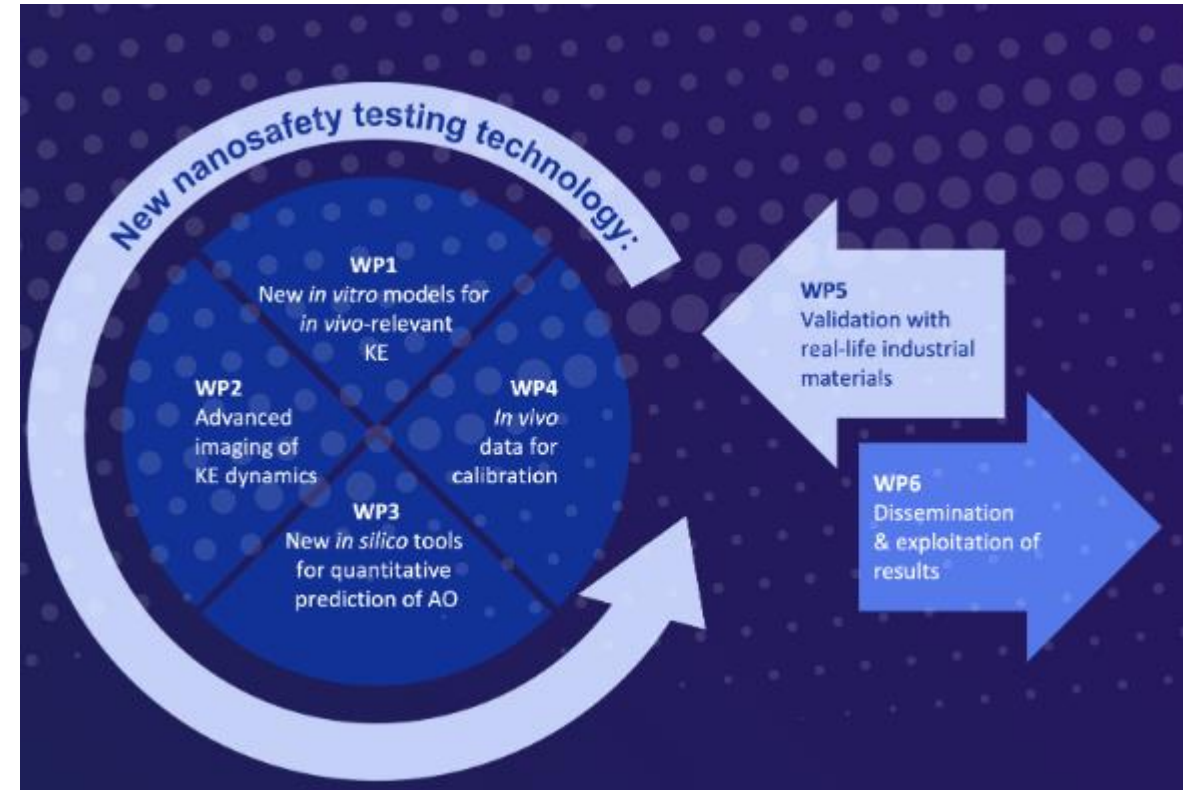 New nanosafety testing technology:
WP1
New in vitro models for
in vivo-relevant
KE
WP2
Advanced
imaging of
KE dynamics
WP4
In vivo
data for
calibration
WP3
New in silico tools
for quantitative
prediction of AO
WP5
Validation with
real-life industrial
materials
WP6
Dissemination
& exploitation of
results